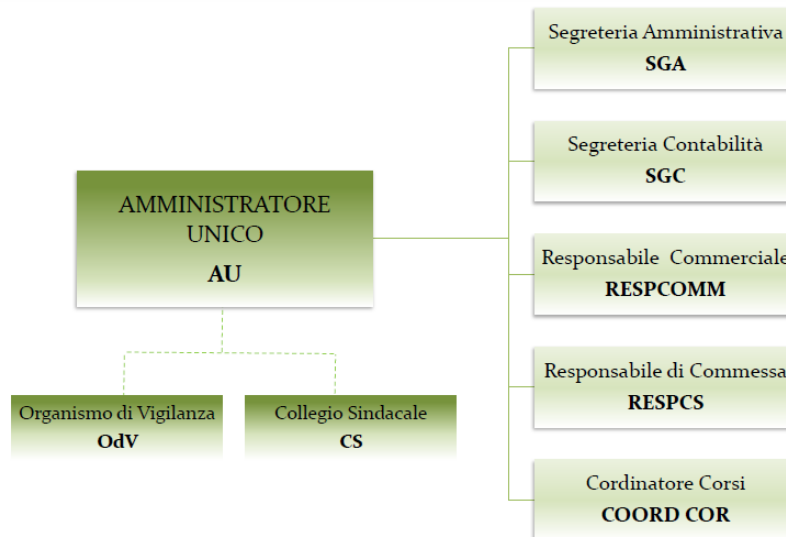 Segreteria Amministrativa
SGA
Segreteria Contabilità
SGC
AMMINISTRATORE
UNICO
AU
Responsabile Commerciale
RESPCOMM
Responsabile di Commessa
RESPCS
Organismo di Vigilanza
OdV
Collegio Sindacale
CS
Cordinatore Corsi
COORD COR